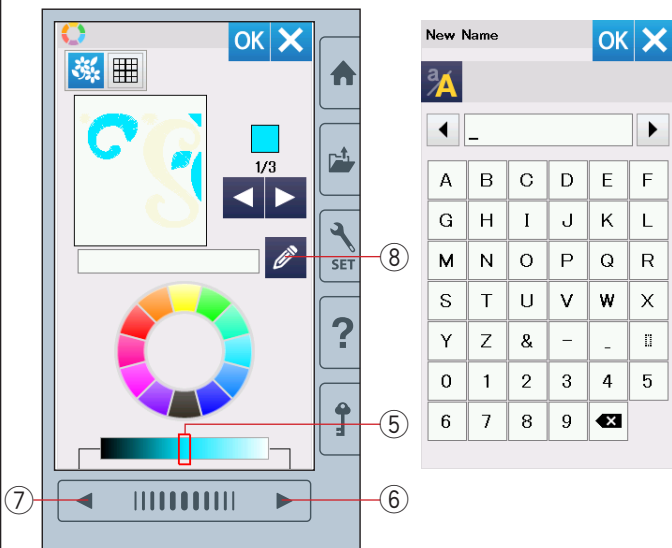 OK
1/3
SET
?
⑧
⑤
⑦
⑥
New Name
OK
a/A
_
A B C D E F
G H I J K L
M N O P Q R
S T U V W X
Y Z & - _ ▯
0 1 2 3 4 5
6 7 8 9